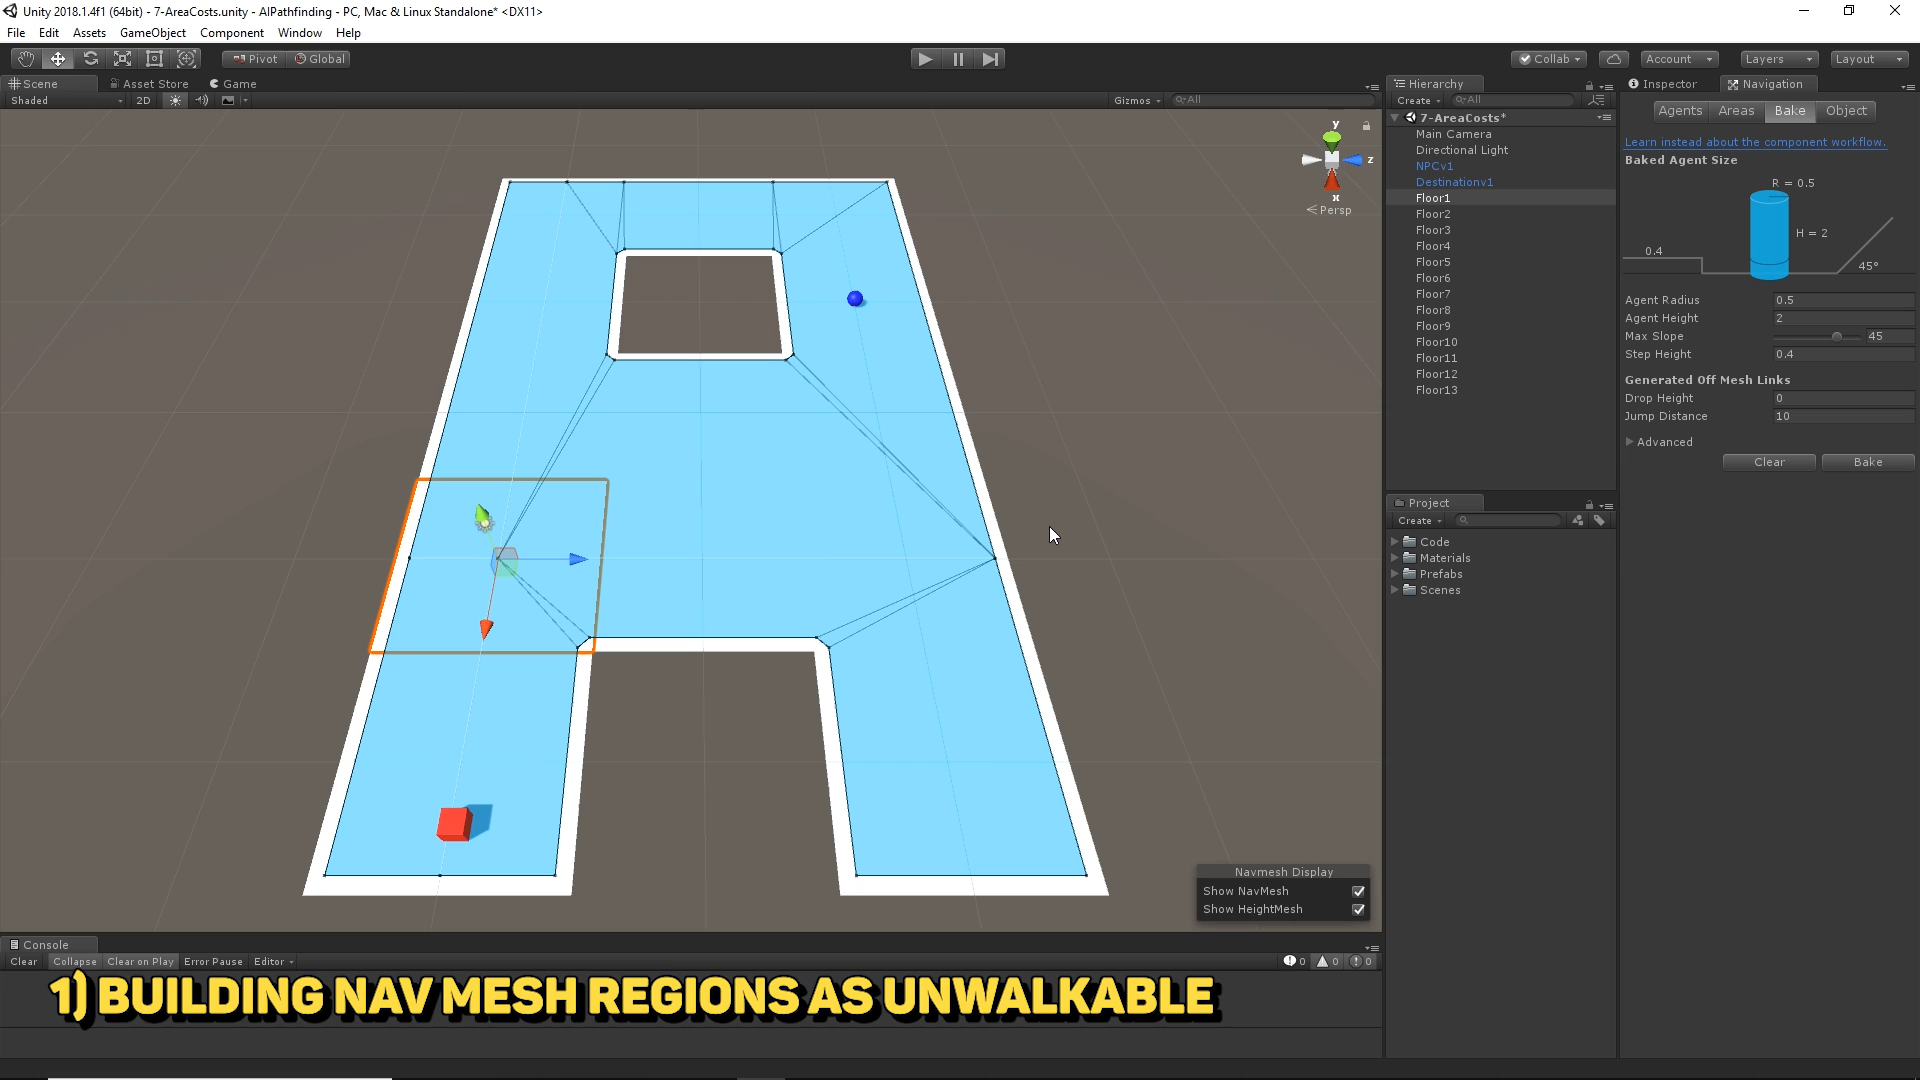 Unity 2018.1.4f1 (64bit) - 7-AreaCosts.unity - AIPathfinding - PC, Mac & Linux Standalone* <DX11>
File Edit Assets GameObject Component Window Help
Pivot Global Collab Account Layers Layout
Scene Asset Store Game
Shaded 2D Gizmos All
y
z
x
Persp
Navmesh Display
Show NavMesh
Show HeightMesh
Hierarchy
Create All
7-AreaCosts*
Main Camera
Directional Light
NPCv1
Destinationv1
Floor1
Floor2
Floor3
Floor4
Floor5
Floor6
Floor7
Floor8
Floor9
Floor10
Floor11
Floor12
Floor13
Project
Create
Code
Materials
Prefabs
Scenes
Inspector Navigation
Agents Areas Bake Object
Learn instead about the component workflow.
Baked Agent Size
R = 0.5
H = 2
0.4
45°
Agent Radius 0.5
Agent Height 2
Max Slope 45
Step Height 0.4
Generated Off Mesh Links
Drop Height 0
Jump Distance 10
Advanced
Clear Bake
Console
Clear Collapse Clear on Play Error Pause Editor 0 0 0
1) BUILDING NAV MESH REGIONS AS UNWALKABLE